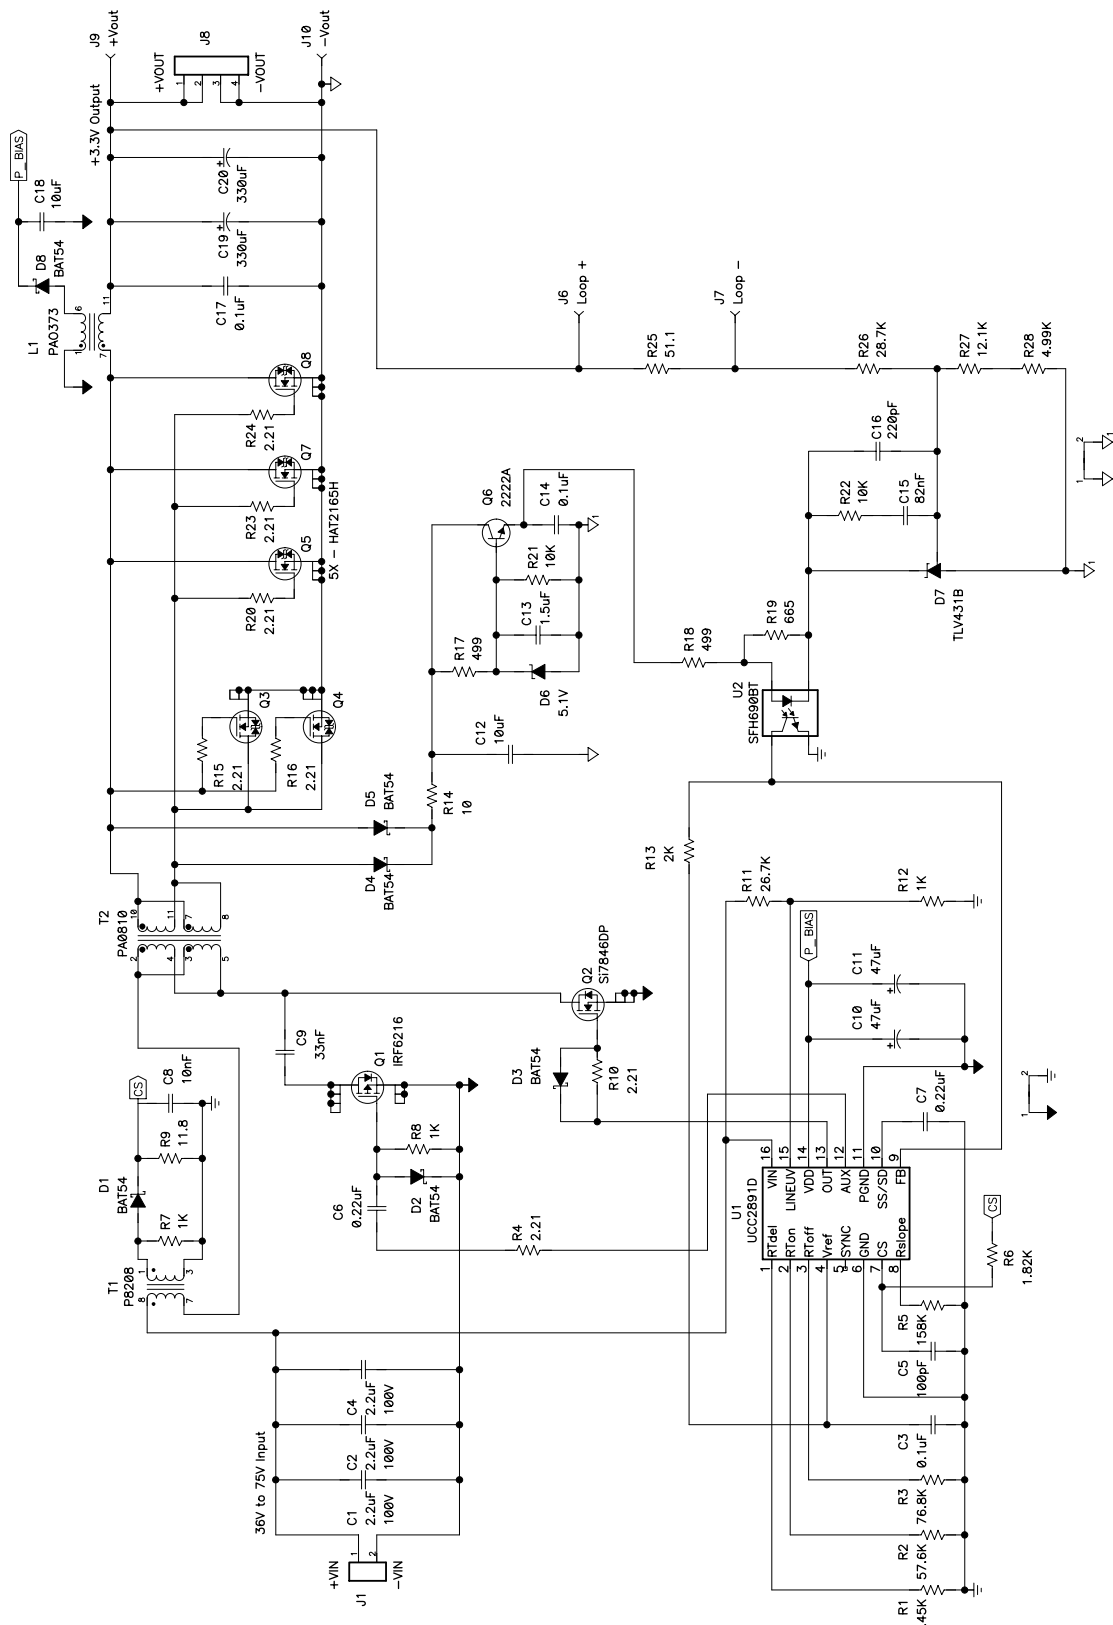 36V to 75V Input
+VIN
1
2
-VIN
J1
C1
2.2uF
100V
C2
2.2uF
100V
C4
2.2uF
100V
T1
P8208
8
1
7
3
R7
1K
D1
BAT54
R9
11.8
C8
10nF
CS
T2
PA0810
2
10
4
11
3
7
5
8
C9
33nF
Q1
IRF6216
R8
1K
D2
BAT54
C6
0.22uF
R4
2.21
D3
BAT54
R10
2.21
Q2
Si7846DP
D4
BAT54
D5
BAT54
R14
10
R15
2.21
Q3
R16
2.21
Q4
R20
2.21
Q5
R23
2.21
Q7
R24
2.21
Q8
5X - HAT2165H
L1
PA0373
1
6
7
11
D8
BAT54
C18
10uF
P_BIAS
C17
0.1uF
C19
330uF
C20
330uF
+3.3V Output
+VOUT
1
2
3
4
-VOUT
J8
J9
+Vout
J10
-Vout
C12
10uF
R17
499
D6
5.1V
C13
1.5uF
R21
10K
Q6
2222A
C14
0.1uF
1
J6
Loop +
R25
51.1
J7
Loop -
R26
28.7K
R27
12.1K
R28
4.99K
R18
499
R19
665
U2
SFH690BT
R22
10K
C15
82nF
C16
220pF
D7
TLV431B
1
1
2
1
1
R13
2K
R11
26.7K
R12
1K
P_BIAS
C10
47uF
C11
47uF
C7
0.22uF
1
2
U1
UCC2891D
1 RTdel
2 RTon
3 RToff
4 Vref
5 SYNC
6 GND
7 CS
8 Rslope
VIN 16
LINEUV 15
VDD 14
OUT 13
AUX 12
PGND 11
SS/SD 10
FB 9
CS
R6
1.82K
R5
158K
C5
100pF
C3
0.1uF
R3
76.8K
R2
57.6K
R1
.45K